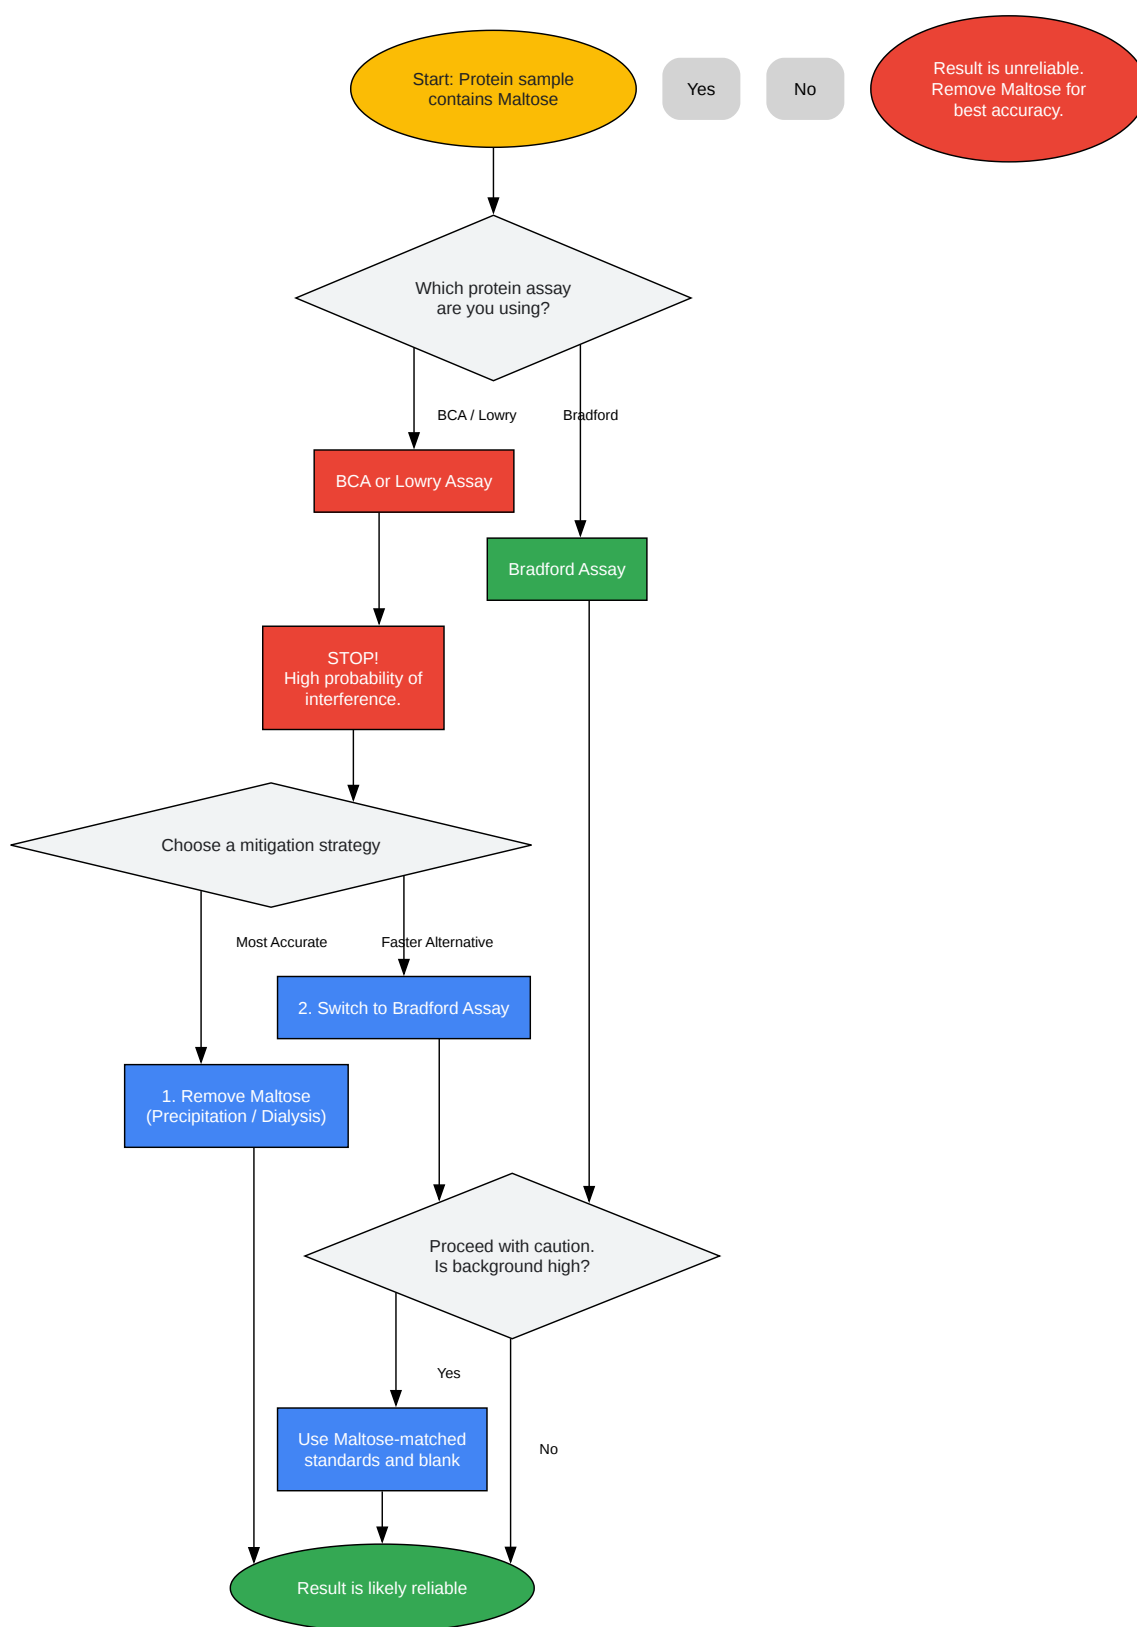 Start: Protein sample
contains Maltose
Yes
No
Result is unreliable.
Remove Maltose for
best accuracy.
Which protein assay
are you using?
BCA / Lowry
Bradford
BCA or Lowry Assay
Bradford Assay
STOP!
High probability of
interference.
Choose a mitigation strategy
Most Accurate
Faster Alternative
2. Switch to Bradford Assay
1. Remove Maltose
(Precipitation / Dialysis)
Proceed with caution.
Is background high?
Yes
Use Maltose-matched
standards and blank
No
Result is likely reliable